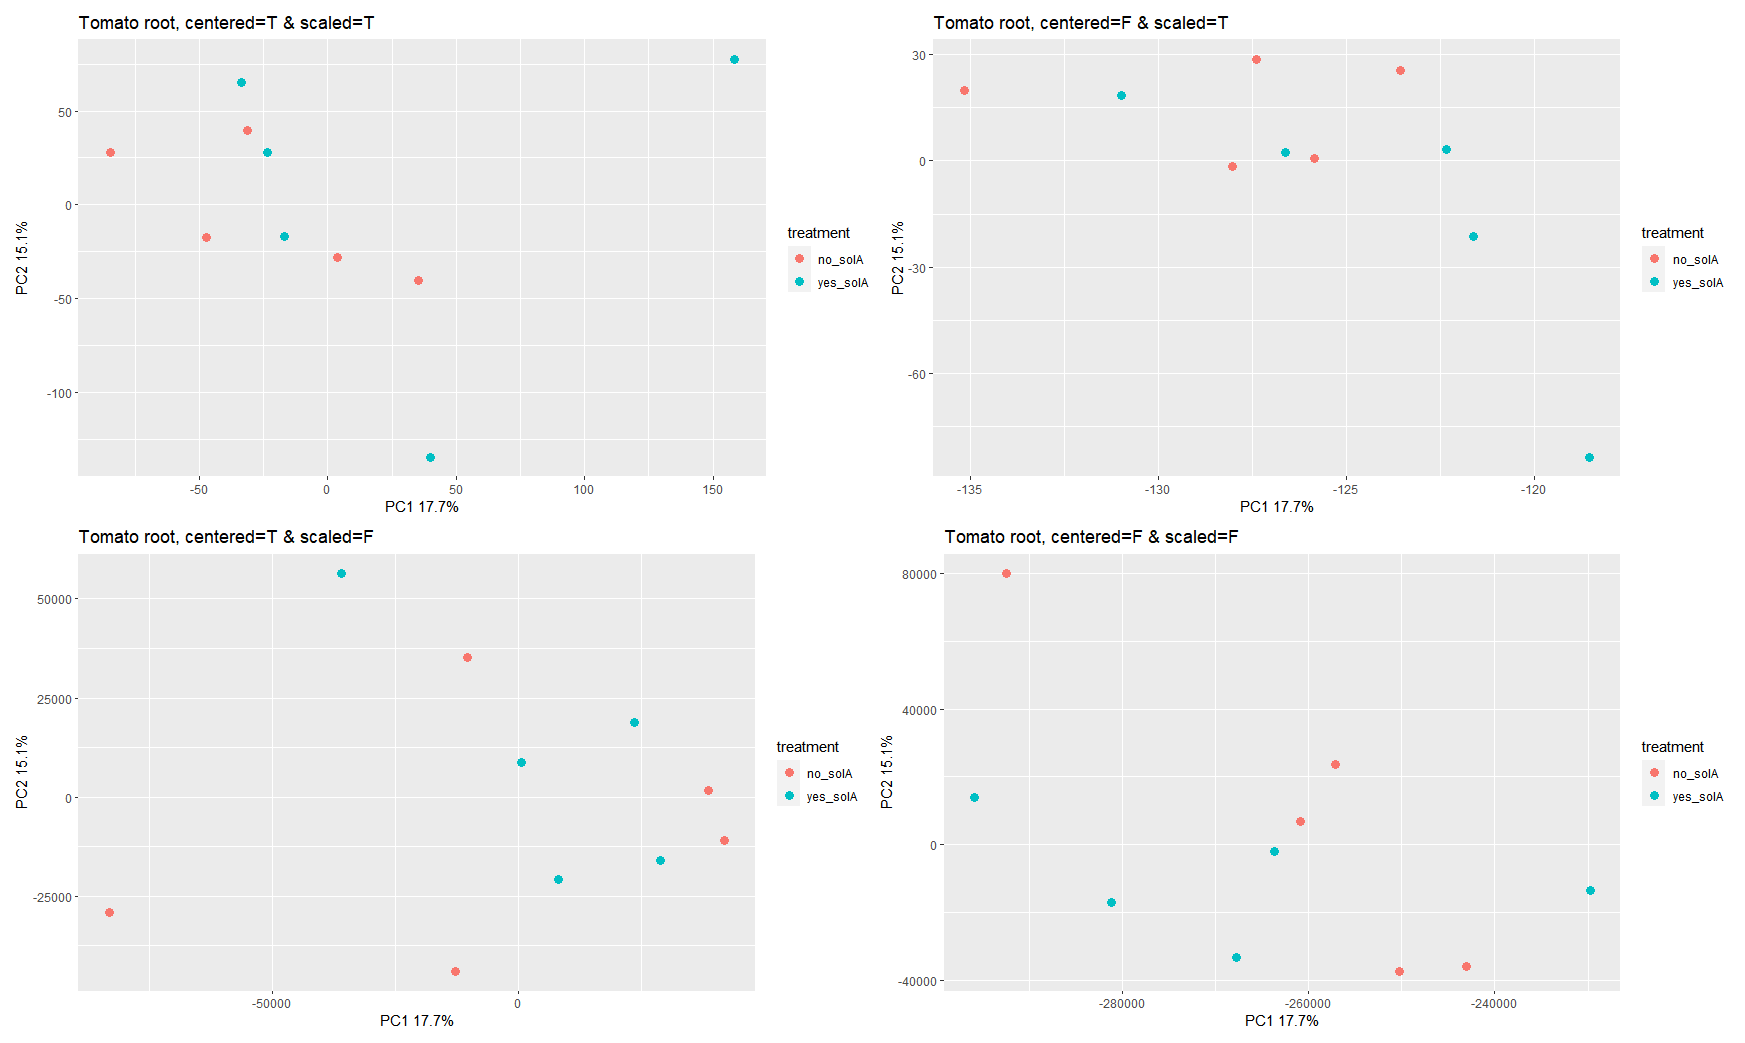 Tomato root, centered=T & scaled=T
50
0
-50
-100
PC2 15.1%
-50
0
50
100
150
PC1 17.7%
treatment
no_solA
yes_solA
Tomato root, centered=F & scaled=T
30
0
-30
-60
PC2 15.1%
-135
-130
-125
-120
PC1 17.7%
treatment
no_solA
yes_solA
Tomato root, centered=T & scaled=F
50000
25000
0
-25000
PC2 15.1%
-50000
0
PC1 17.7%
treatment
no_solA
yes_solA
Tomato root, centered=F & scaled=F
80000
40000
0
-40000
PC2 15.1%
-280000
-260000
-240000
PC1 17.7%
treatment
no_solA
yes_solA